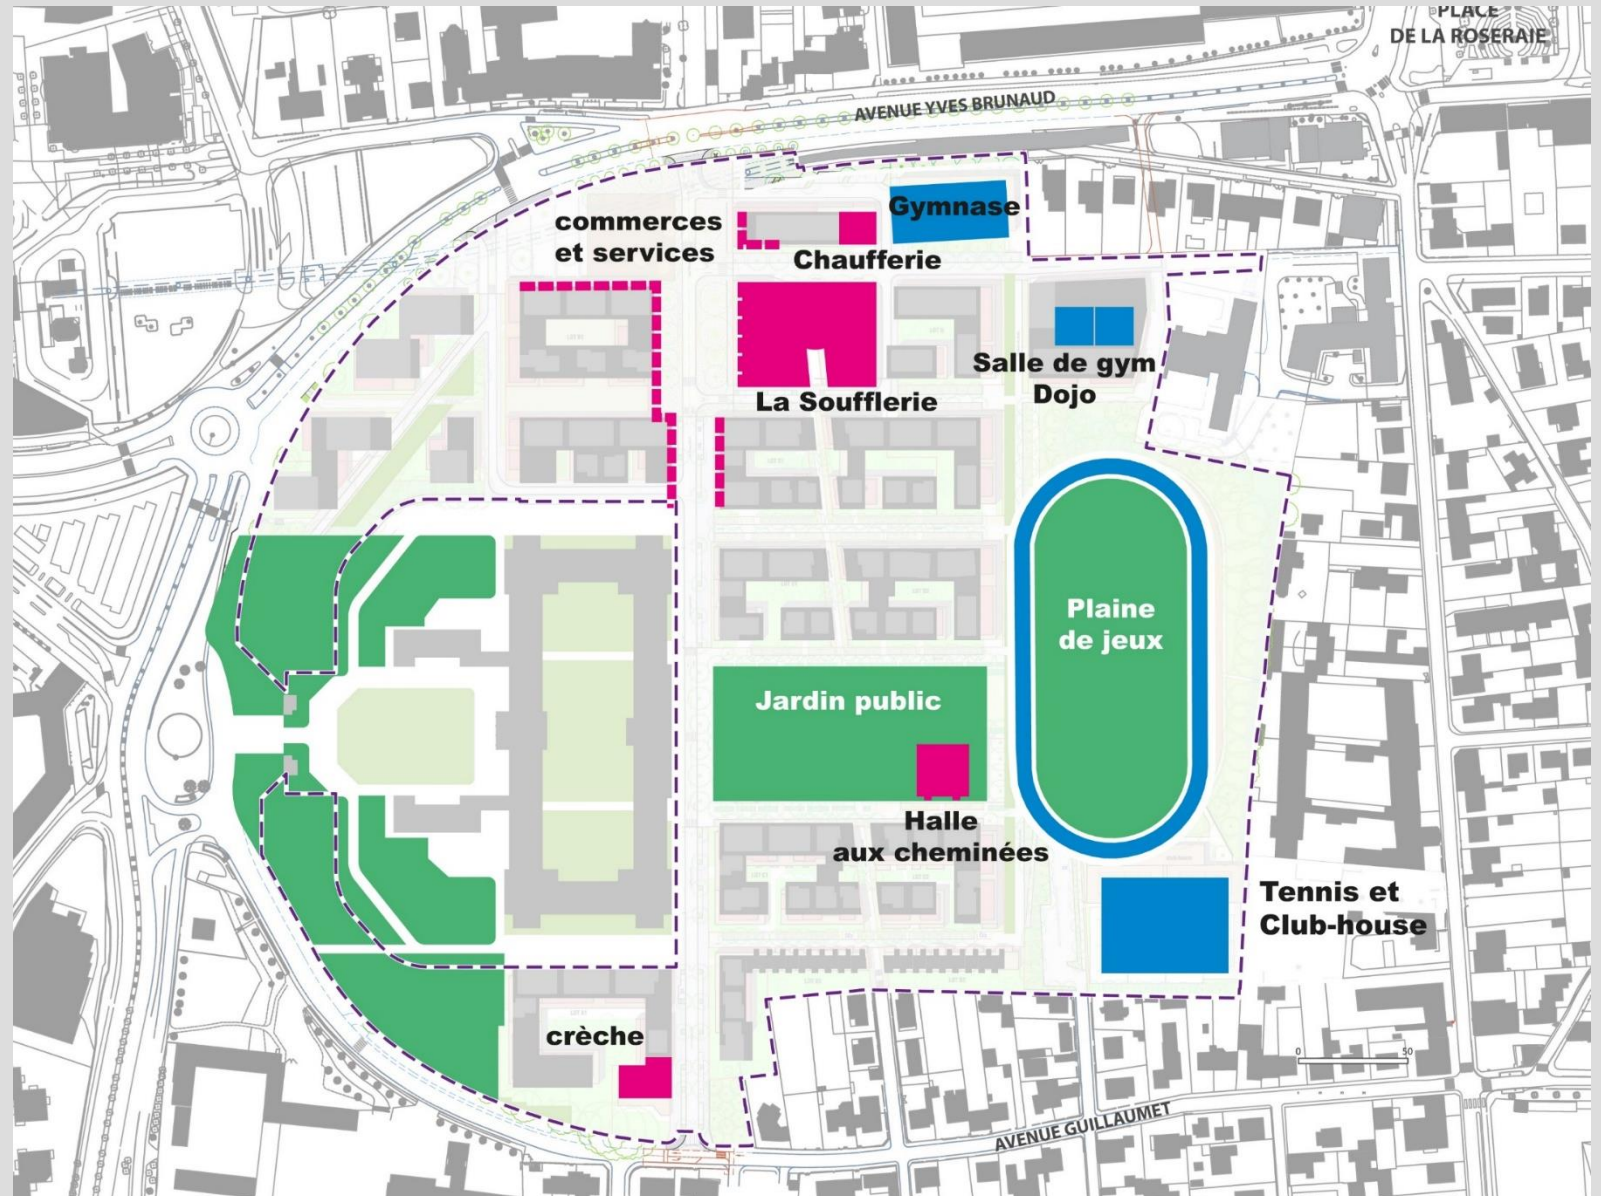 PLACE
DE LA ROSERAIE
AVENUE YVES BRUNAUD
commerces
et services
Gymnase
Chaufferie
La Soufflerie
Salle de gym
Dojo
Plaine
de jeux
Jardin public
Halle
aux cheminées
Tennis et
Club-house
crèche
0 50
AVENUE GUILLAUMET